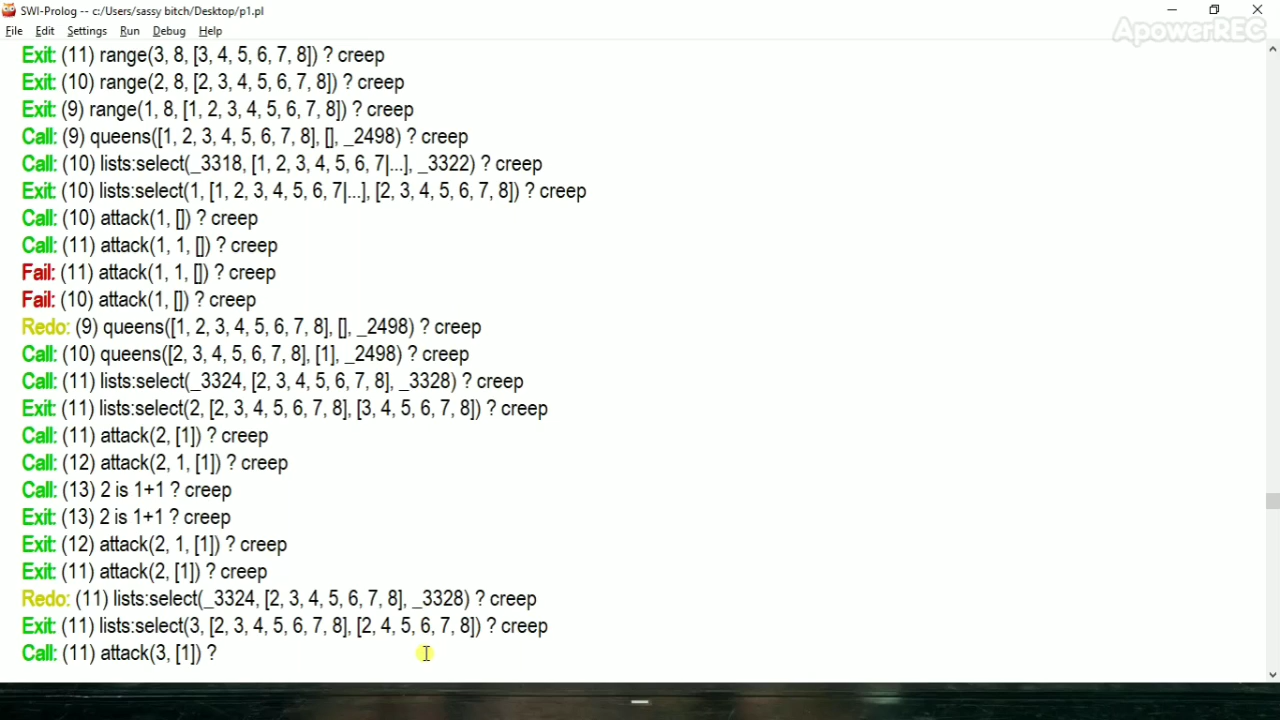 SWI-Prolog -- c:/Users/sassy bitch/Desktop/p1.pl
File Edit Settings Run Debug Help
ApowerREC
Exit: (11) range(3, 8, [3, 4, 5, 6, 7, 8]) ? creep
Exit: (10) range(2, 8, [2, 3, 4, 5, 6, 7, 8]) ? creep
Exit: (9) range(1, 8, [1, 2, 3, 4, 5, 6, 7, 8]) ? creep
Call: (9) queens([1, 2, 3, 4, 5, 6, 7, 8], [], _2498) ? creep
Call: (10) lists:select(_3318, [1, 2, 3, 4, 5, 6, 7|...], _3322) ? creep
Exit: (10) lists:select(1, [1, 2, 3, 4, 5, 6, 7|...], [2, 3, 4, 5, 6, 7, 8]) ? creep
Call: (10) attack(1, []) ? creep
Call: (11) attack(1, 1, []) ? creep
Fail: (11) attack(1, 1, []) ? creep
Fail: (10) attack(1, []) ? creep
Redo: (9) queens([1, 2, 3, 4, 5, 6, 7, 8], [], _2498) ? creep
Call: (10) queens([2, 3, 4, 5, 6, 7, 8], [1], _2498) ? creep
Call: (11) lists:select(_3324, [2, 3, 4, 5, 6, 7, 8], _3328) ? creep
Exit: (11) lists:select(2, [2, 3, 4, 5, 6, 7, 8], [3, 4, 5, 6, 7, 8]) ? creep
Call: (11) attack(2, [1]) ? creep
Call: (12) attack(2, 1, [1]) ? creep
Call: (13) 2 is 1+1 ? creep
Exit: (13) 2 is 1+1 ? creep
Exit: (12) attack(2, 1, [1]) ? creep
Exit: (11) attack(2, [1]) ? creep
Redo: (11) lists:select(_3324, [2, 3, 4, 5, 6, 7, 8], _3328) ? creep
Exit: (11) lists:select(3, [2, 3, 4, 5, 6, 7, 8], [2, 4, 5, 6, 7, 8]) ? creep
Call: (11) attack(3, [1]) ?